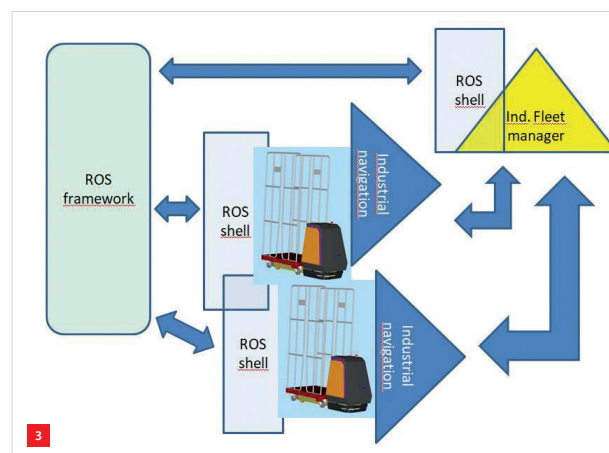 ROS
framework
ROS
shell
Ind. Fleet
manager
ROS
shell
Industrial
navigation
ROS
shell
Industrial
navigation
3